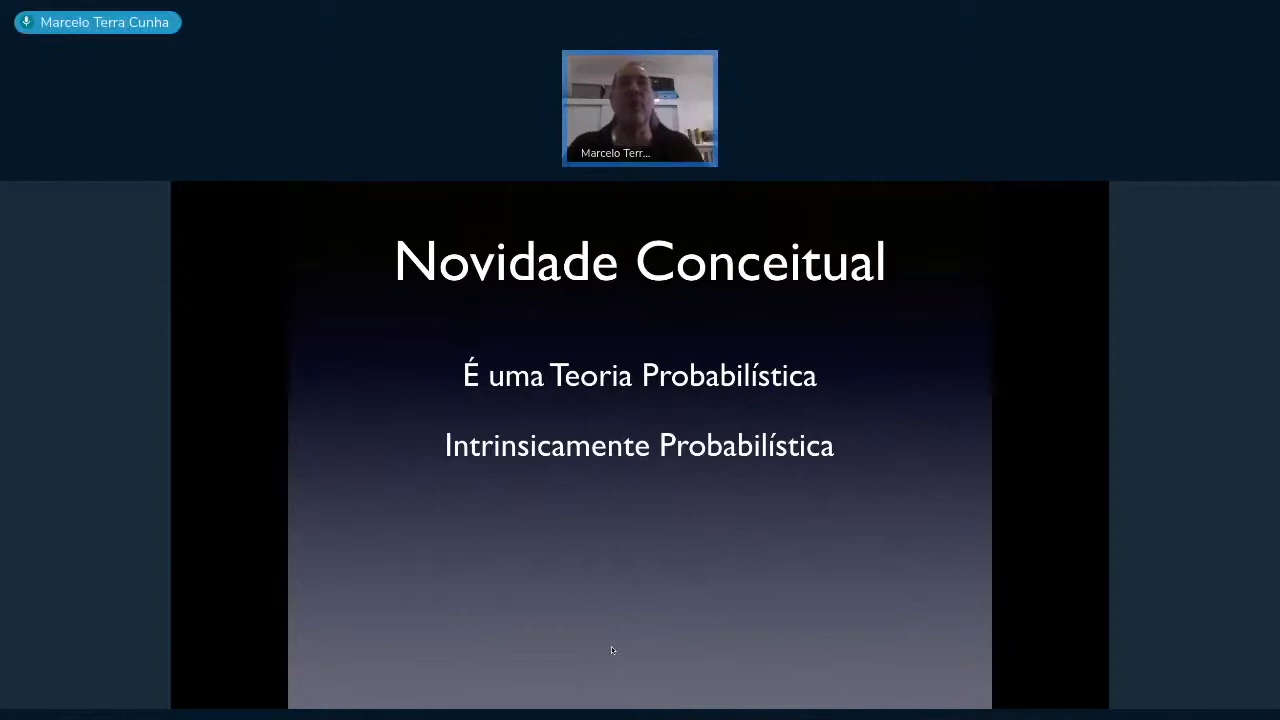 Marcelo Terra Cunha
Marcelo Terr...
Novidade Conceitual
É uma Teoria Probabilística
Intrinsicamente Probabilística